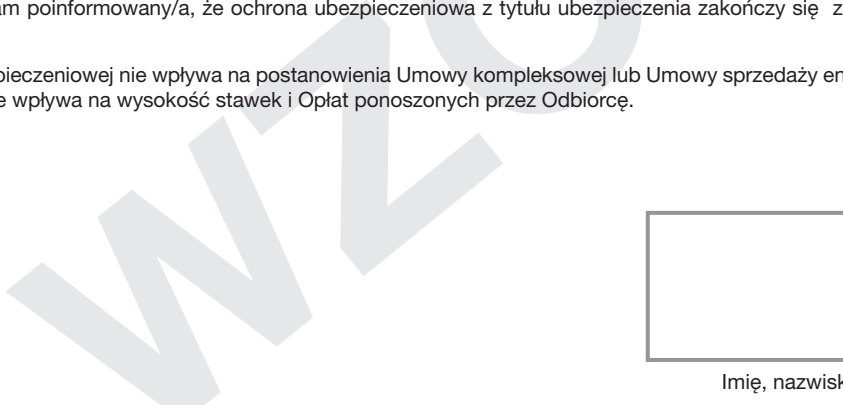 am poinformowany/a, że ochrona ubezpieczeniowa z tytułu ubezpieczenia zakończy się z
pieczeniowej nie wpływa na postanowienia Umowy kompleksowej lub Umowy sprzedaży en
e wpływa na wysokość stawek i Opłat ponoszonych przez Odbiorcę.
WZO
Imię, nazwisk